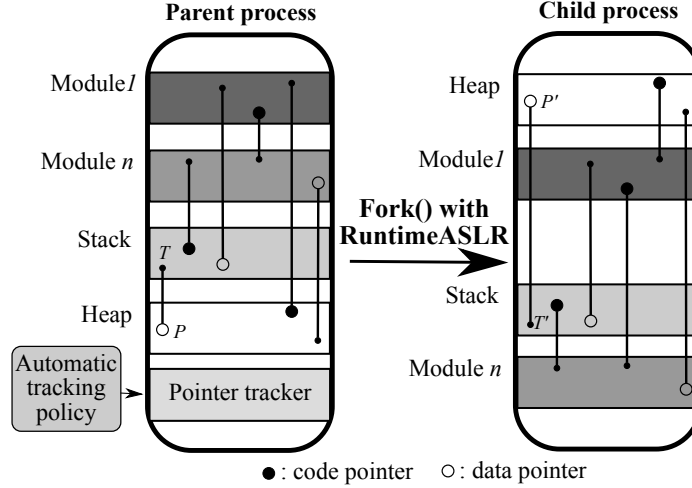 Parent process
Child process
Module1
Module n
Stack
T
Heap
P
Automatic
tracking
policy
Pointer tracker
Fork() with
RuntimeASLR
Heap
P'
Module1
Stack
T'
Module n
: code pointer
: data pointer